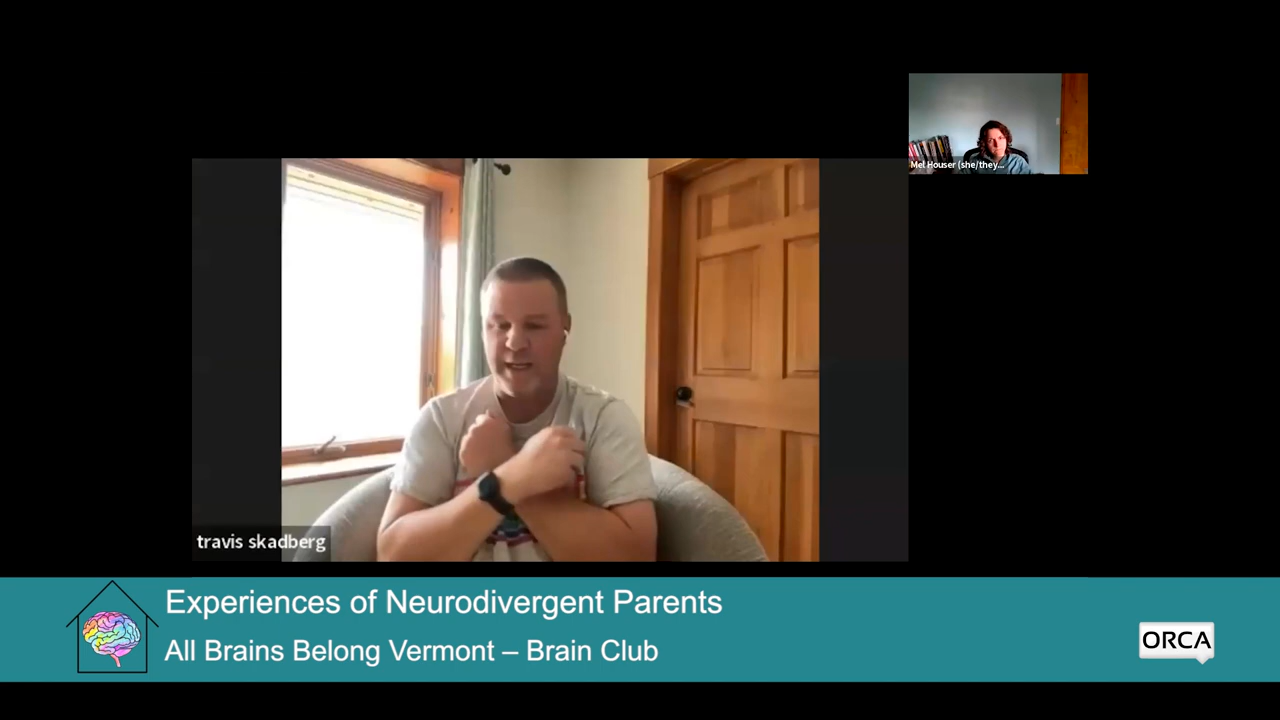 Mel Houser (she/they...
travis skadberg
Experiences of Neurodivergent Parents
All Brains Belong Vermont – Brain Club
ORCA